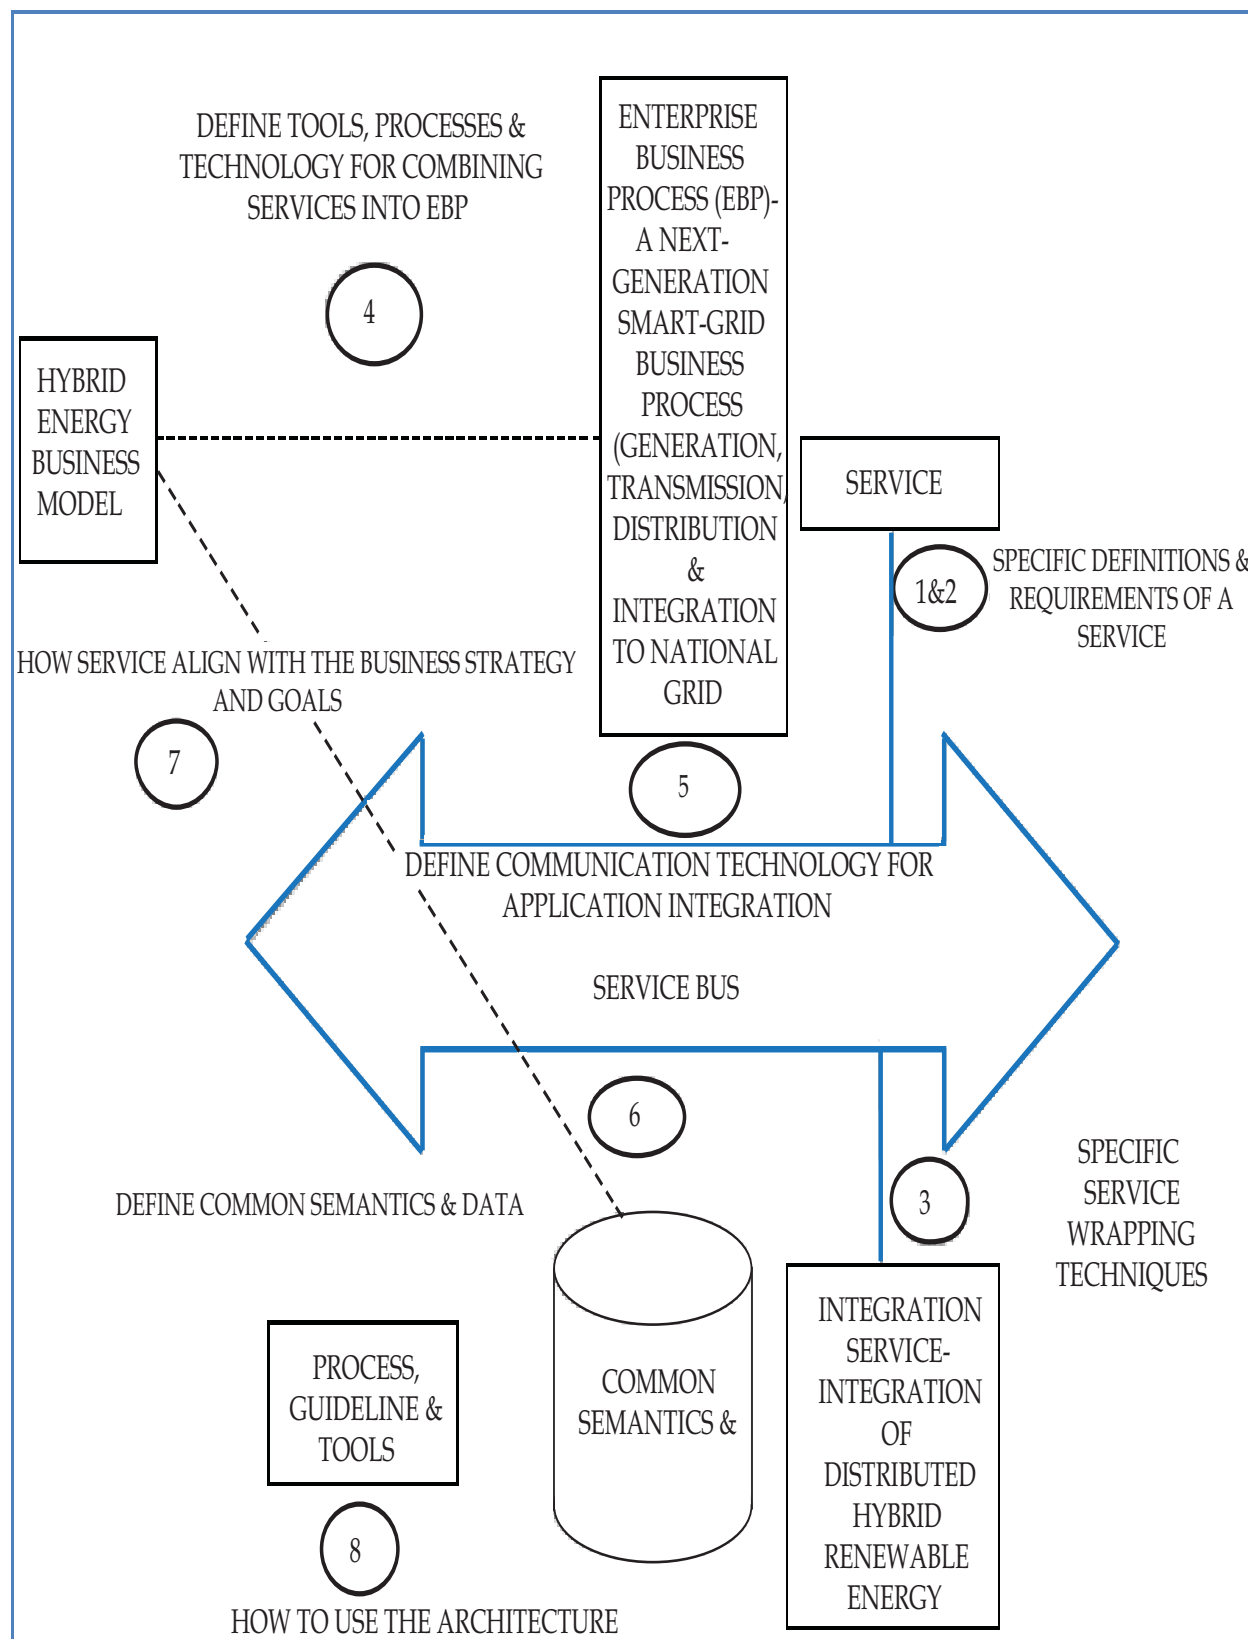 DEFINE TOOLS, PROCESSES &
TECHNOLOGY FOR COMBINING
SERVICES INTO EBP
4
ENTERPRISE
BUSINESS
PROCESS (EBP)-
A NEXT-
GENERATION
SMART-GRID
BUSINESS
PROCESS
(GENERATION,
TRANSMISSION,
DISTRIBUTION
&
INTEGRATION
TO NATIONAL
GRID
HYBRID
ENERGY
BUSINESS
MODEL
SERVICE
1&2
SPECIFIC DEFINITIONS &
REQUIREMENTS OF A
SERVICE
HOW SERVICE ALIGN WITH THE BUSINESS STRATEGY
AND GOALS
7
5
DEFINE COMMUNICATION TECHNOLOGY FOR
APPLICATION INTEGRATION
SERVICE BUS
6
DEFINE COMMON SEMANTICS & DATA
3
SPECIFIC
SERVICE
WRAPPING
TECHNIQUES
COMMON
SEMANTICS &
INTEGRATION
SERVICE-
INTEGRATION
OF
DISTRIBUTED
HYBRID
RENEWABLE
ENERGY
PROCESS,
GUIDELINE &
TOOLS
8
HOW TO USE THE ARCHITECTURE